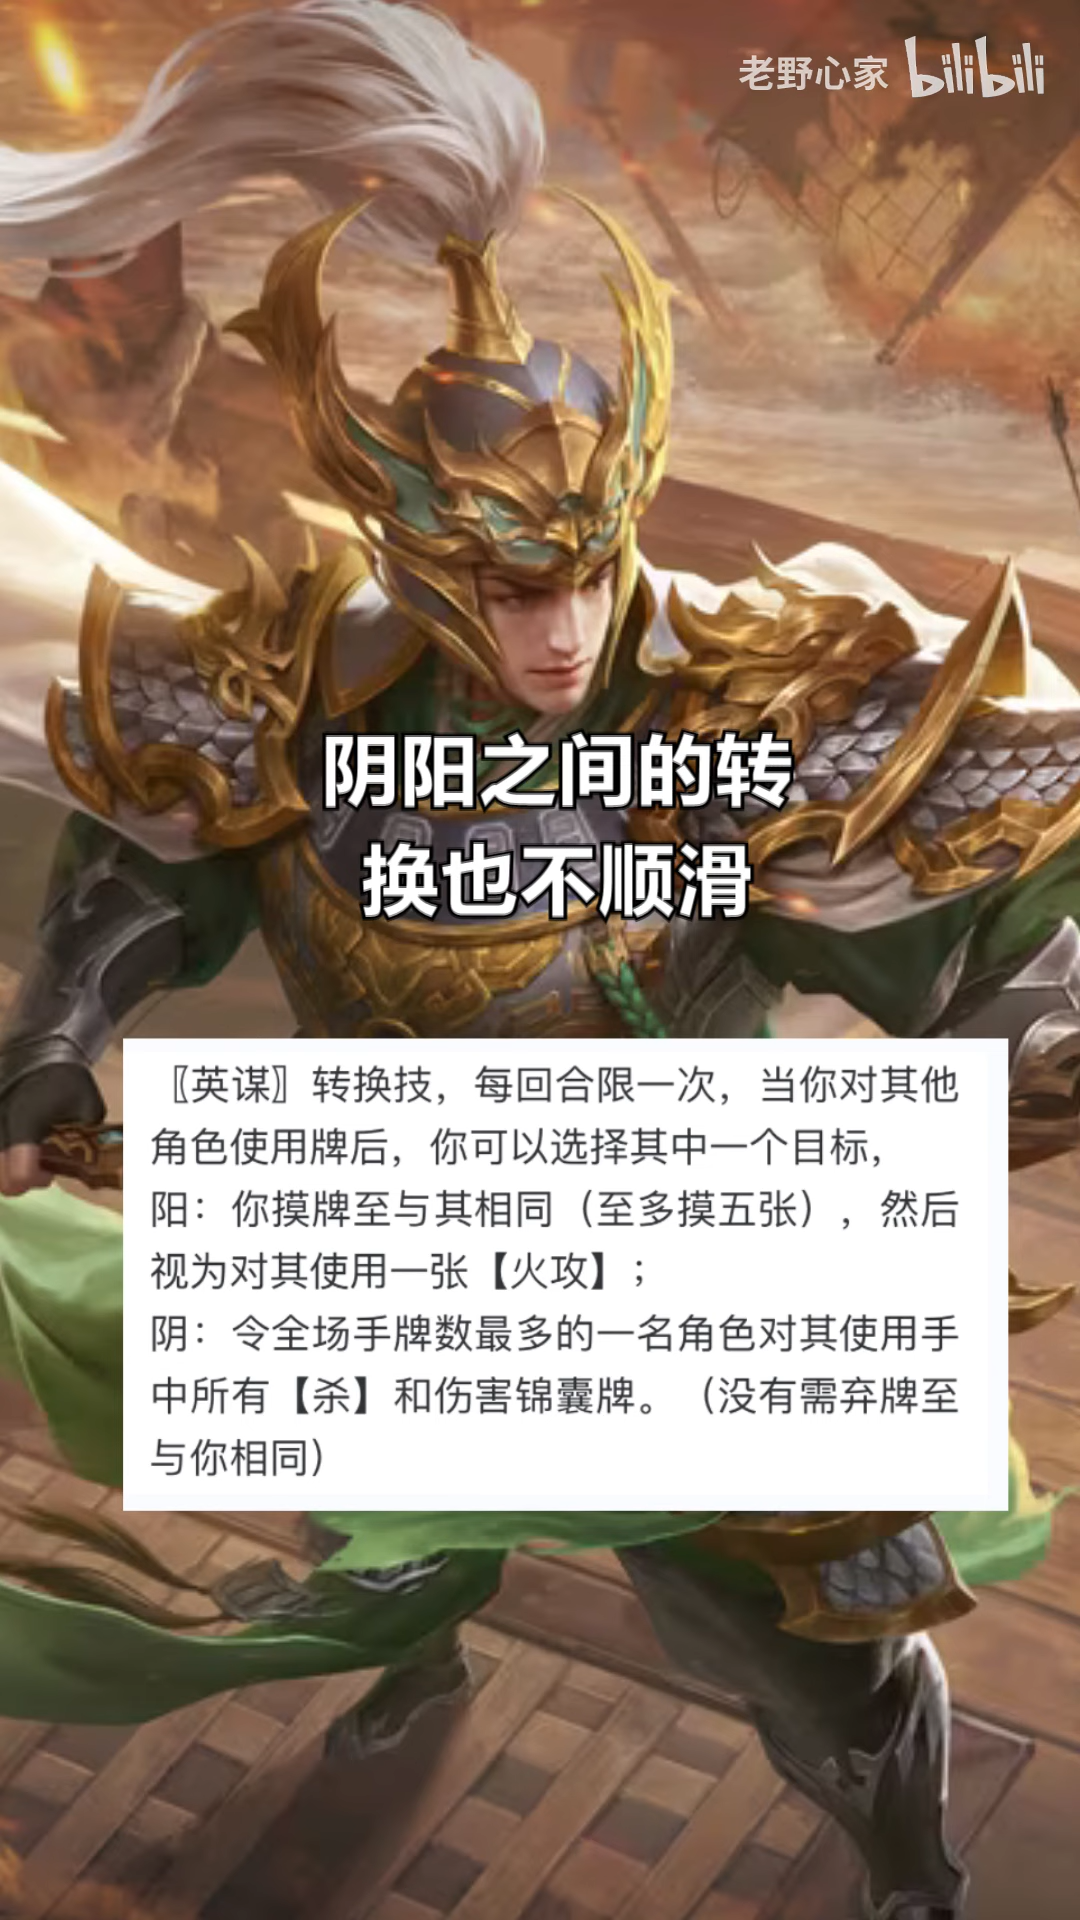 老野心家 bilibili
阴阳之间的转
换也不顺滑
〖英谋〗转换技，每回合限一次，当你对其他
角色使用牌后，你可以选择其中一个目标，
阳：你摸牌至与其相同（至多摸五张），然后
视为对其使用一张【火攻】；
阴：令全场手牌数最多的一名角色对其使用手
中所有【杀】和伤害锦囊牌。（没有需弃牌至
与你相同）